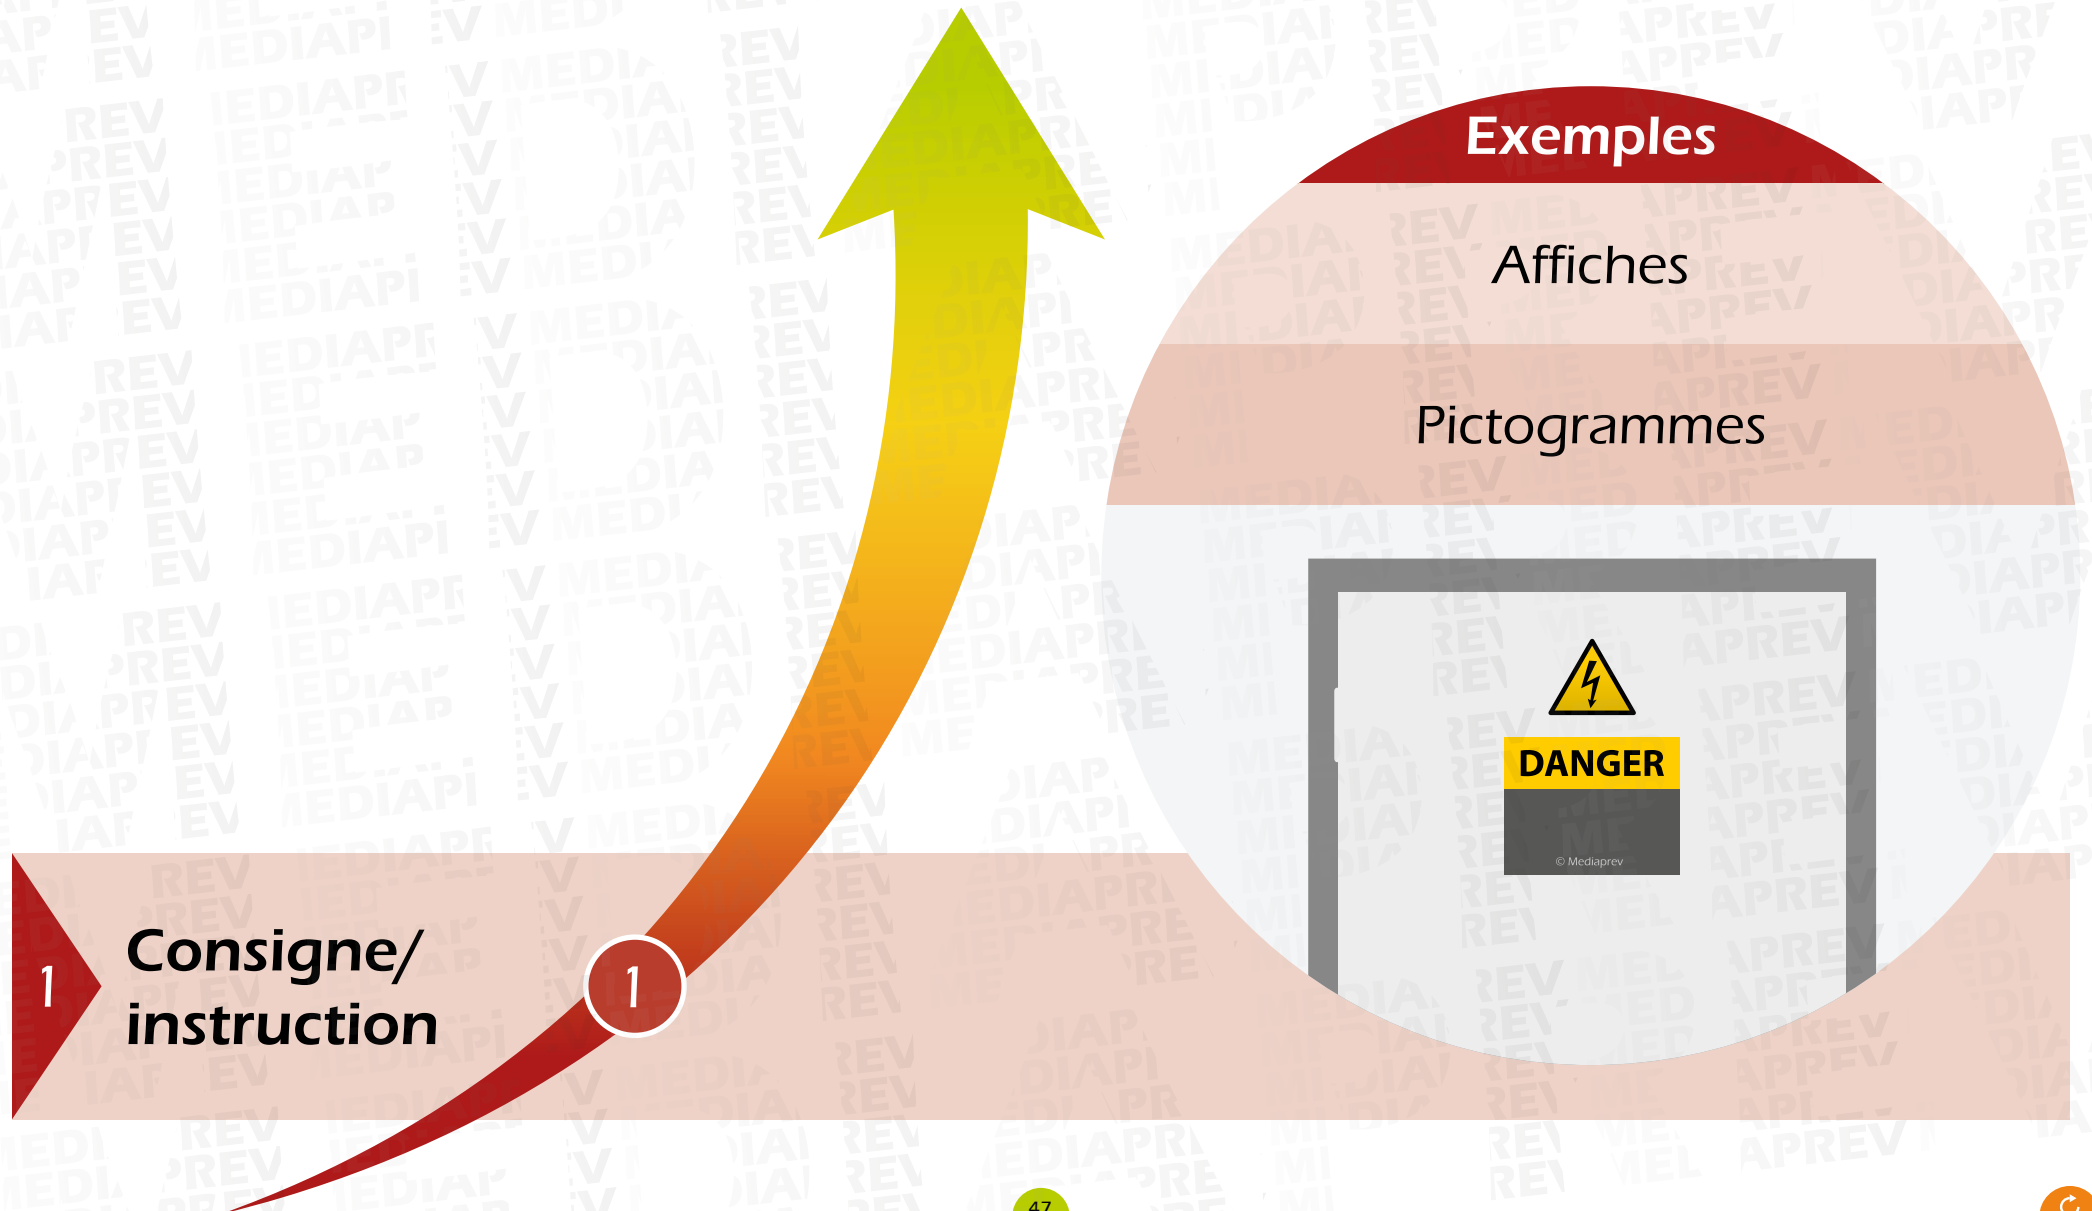 Exemples
Affiches
Pictogrammes
DANGER
© Mediaprev
1
Consigne/
instruction
1
47